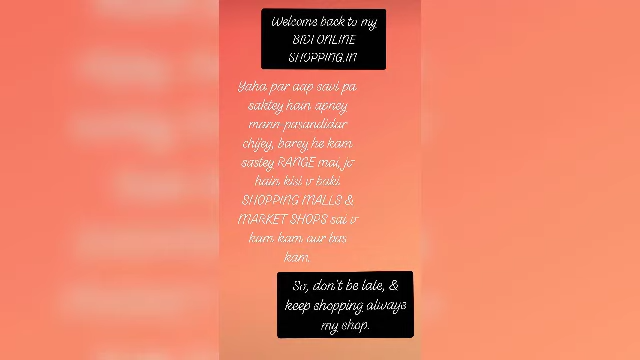 Welcome back to my
BIDI ONLINE
SHOPPING.IN
Yaha par aap savi pa
saktey hain apney
mann pasandidar
chijey, barey he kam
sastey RANGE mai, jo
hain kisi v baki
SHOPPING MALLS &
MARKET SHOPS sai v
kam kam aur bas
kam.
So, don't be late, &
keep shopping always
my shop.